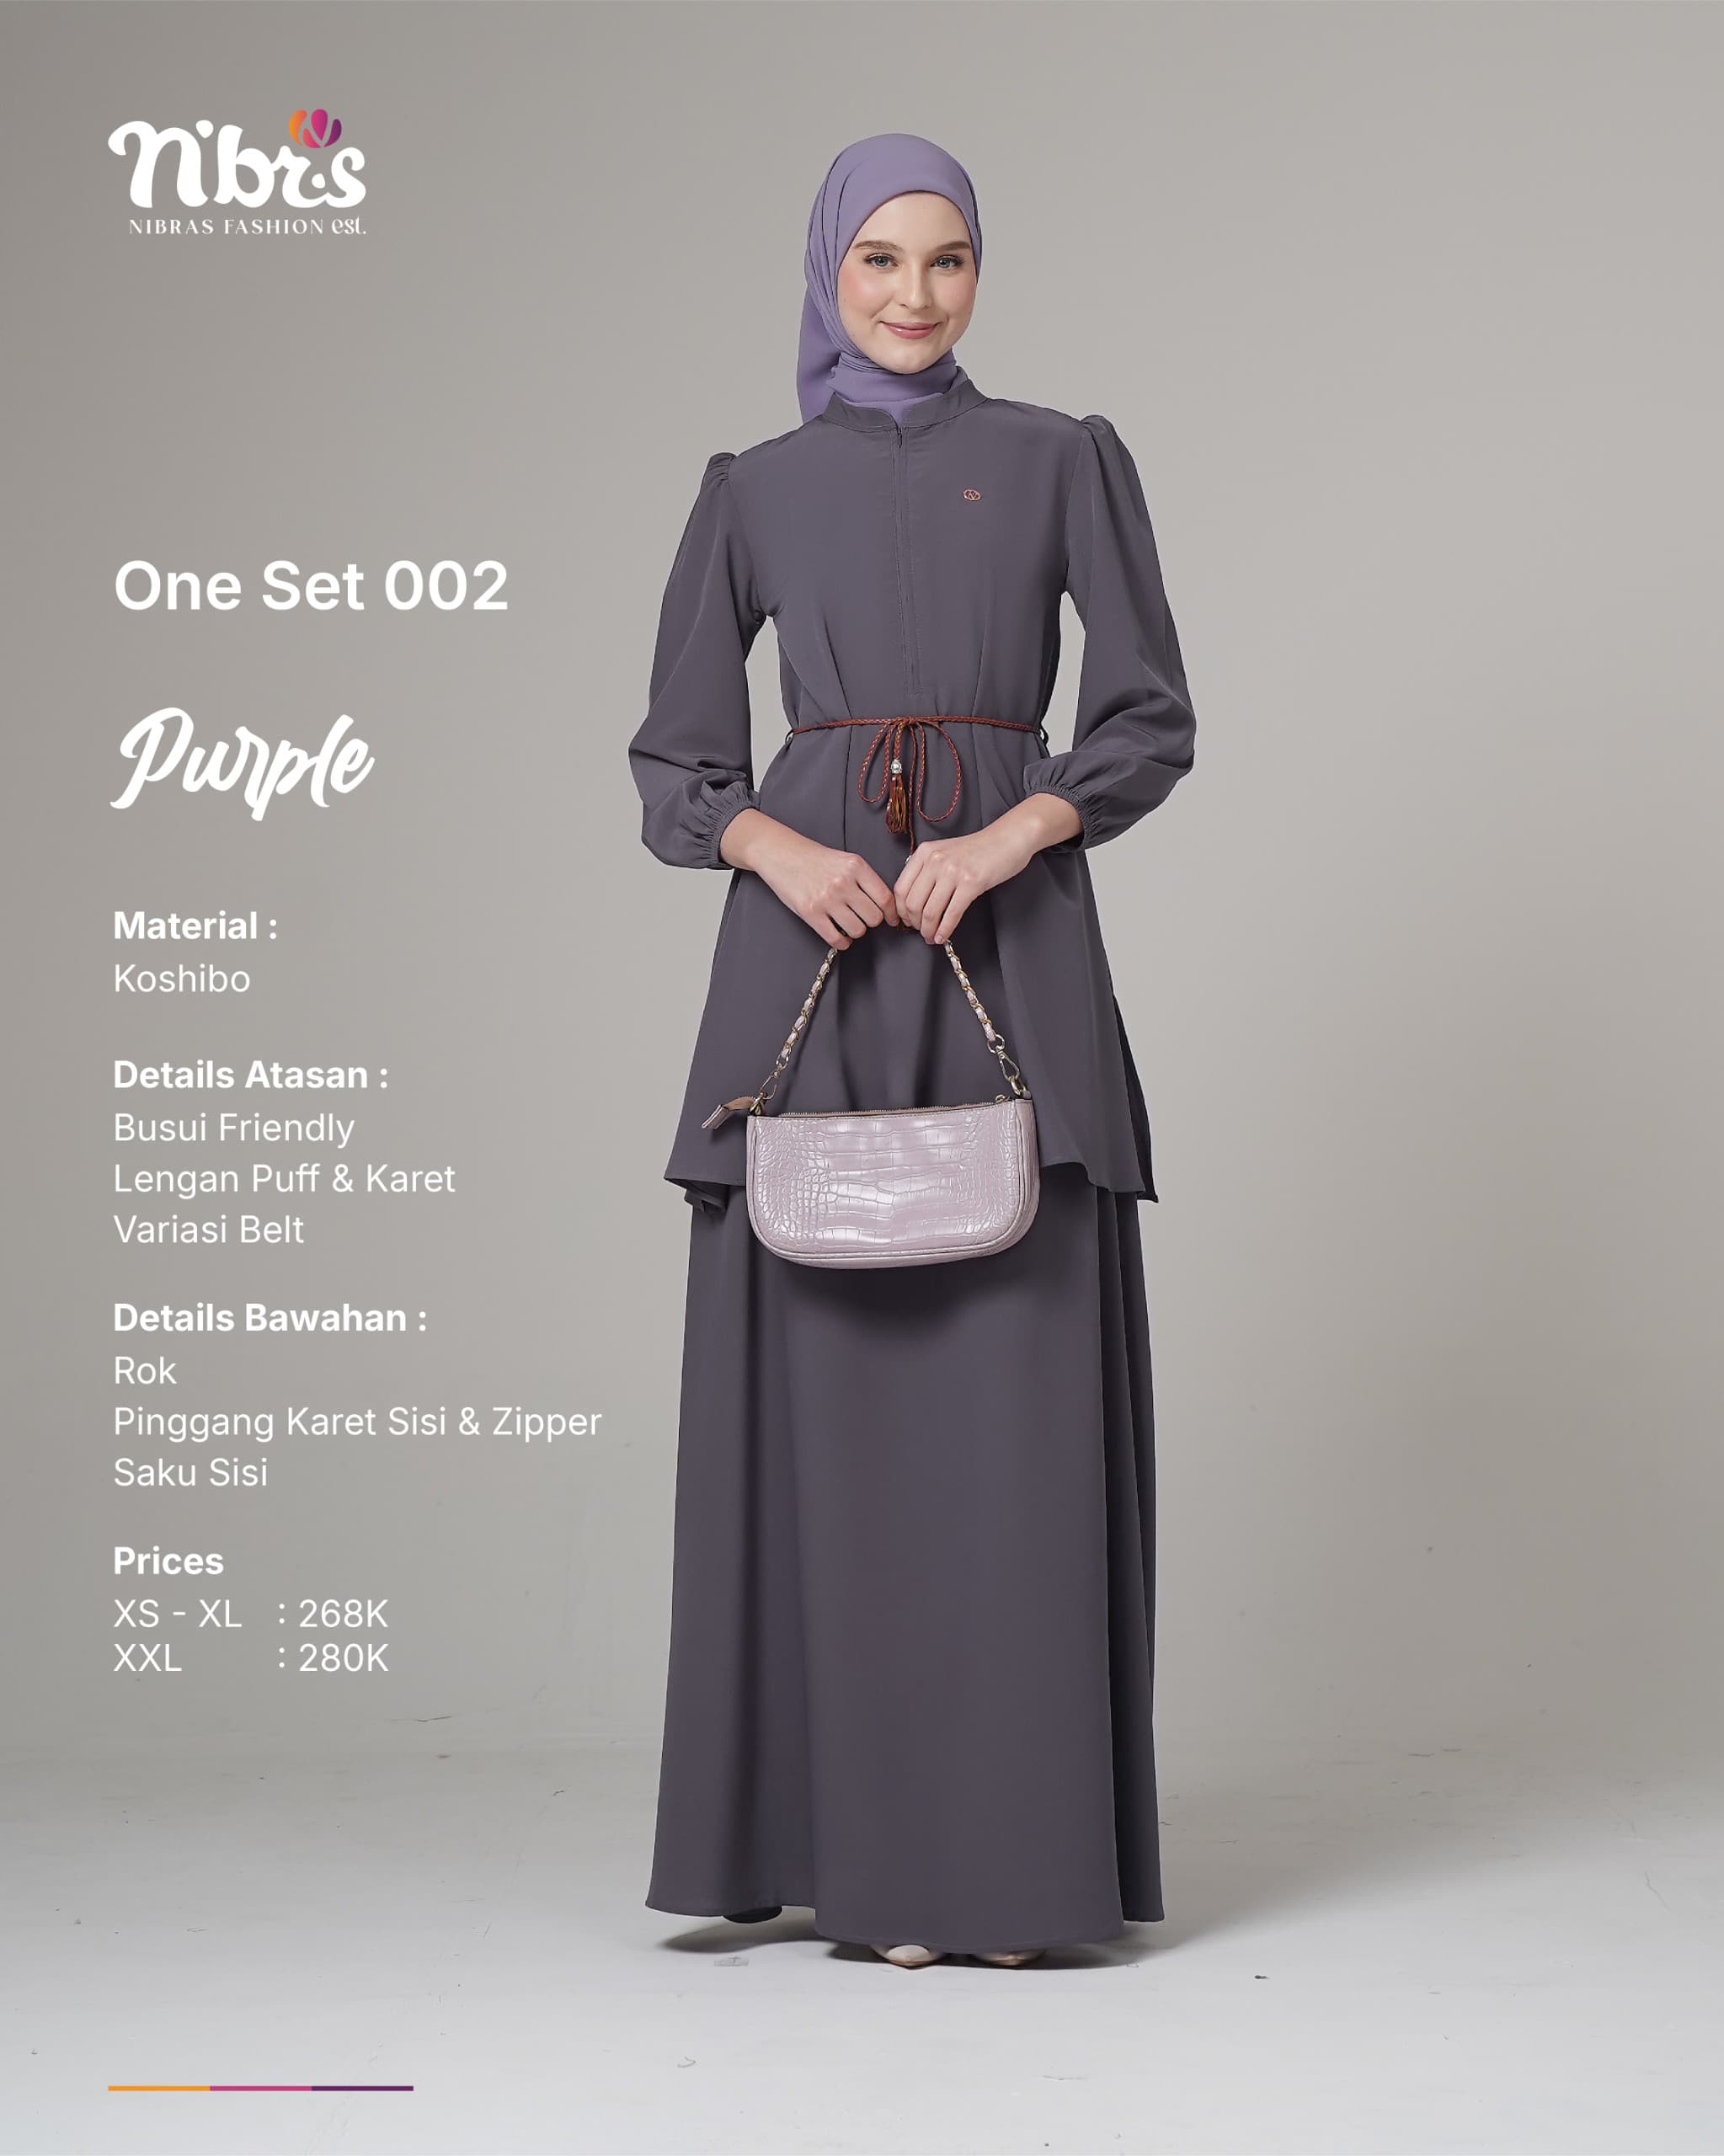 Nibras
NIBRAS FASHION est.
One Set 002
Purple
Material :
Koshibo
Details Atasan :
Busui Friendly
Lengan Puff & Karet
Variasi Belt
Details Bawahan :
Rok
Pinggang Karet Sisi & Zipper
Saku Sisi
Prices
XS - XL : 268K
XXL : 280K